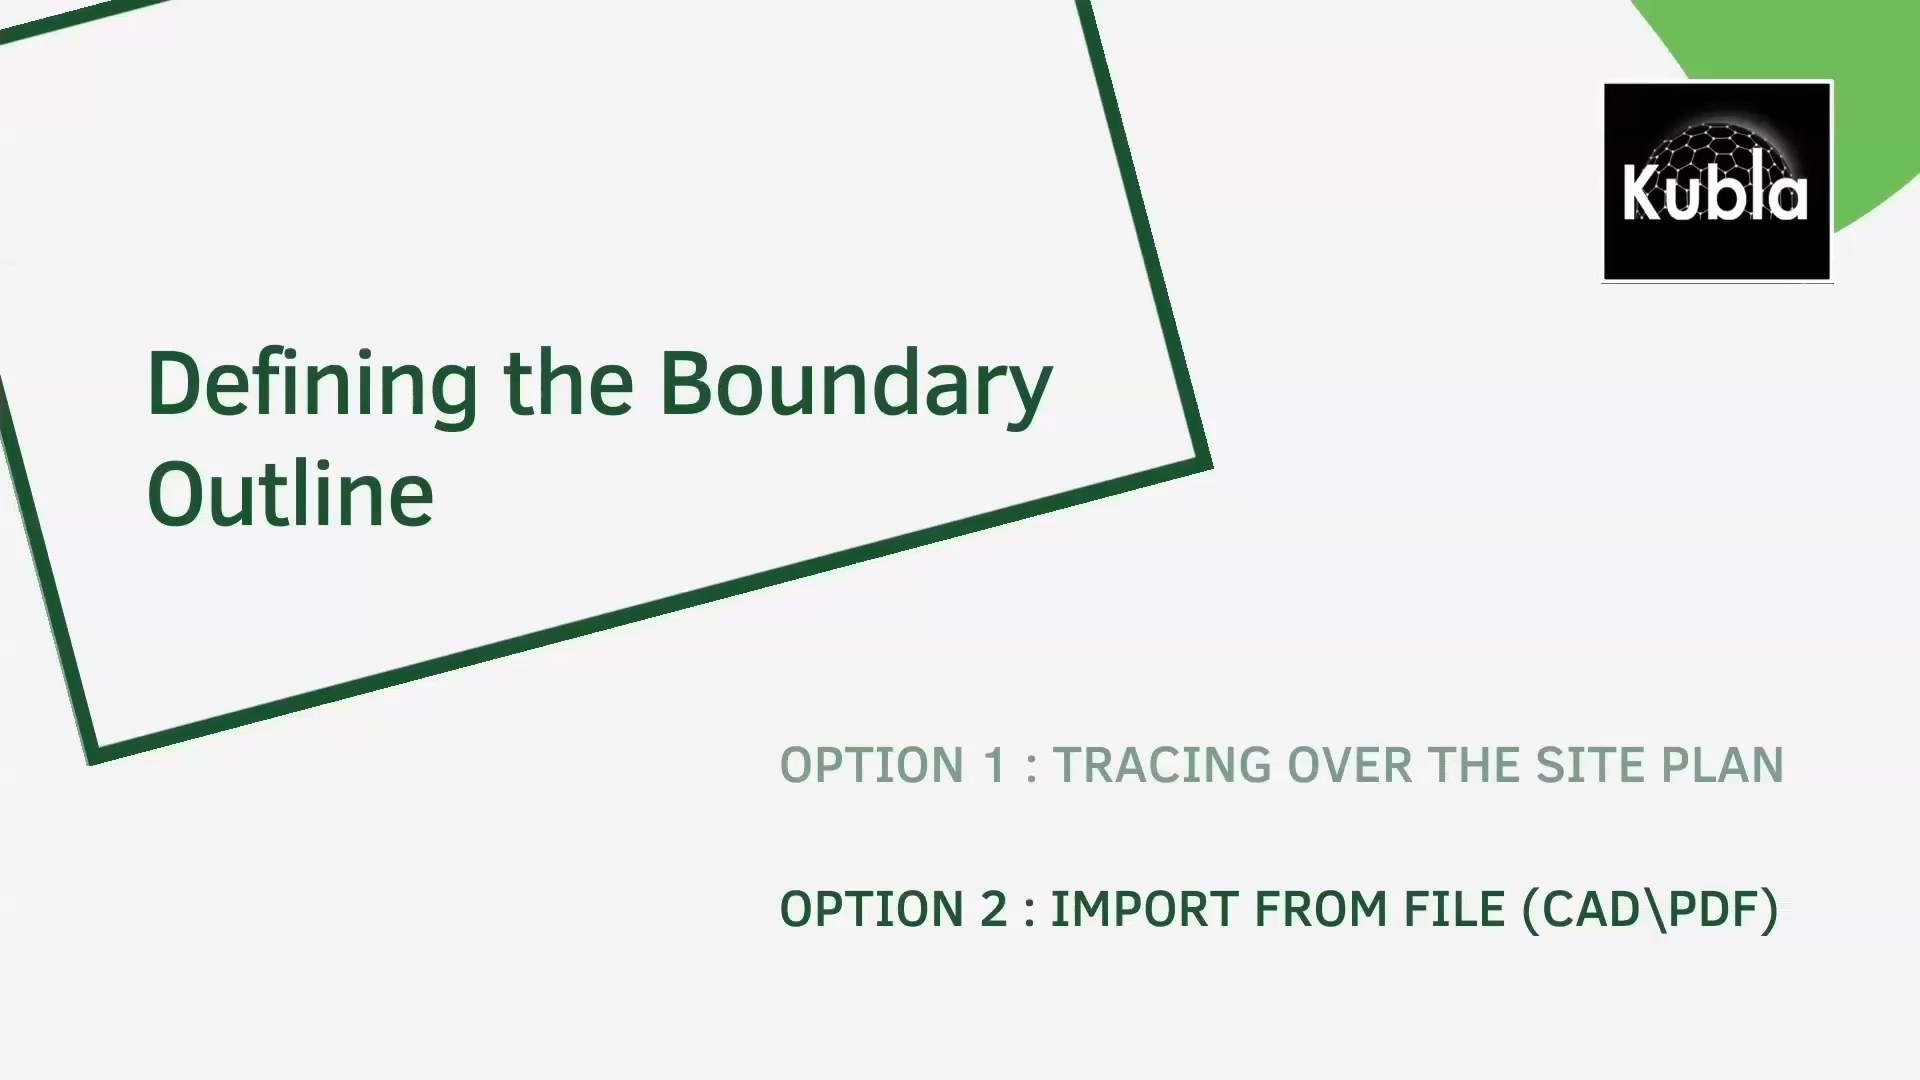 Kubla
Defining the Boundary
Outline
OPTION 1 : TRACING OVER THE SITE PLAN
OPTION 2 : IMPORT FROM FILE (CAD\PDF)